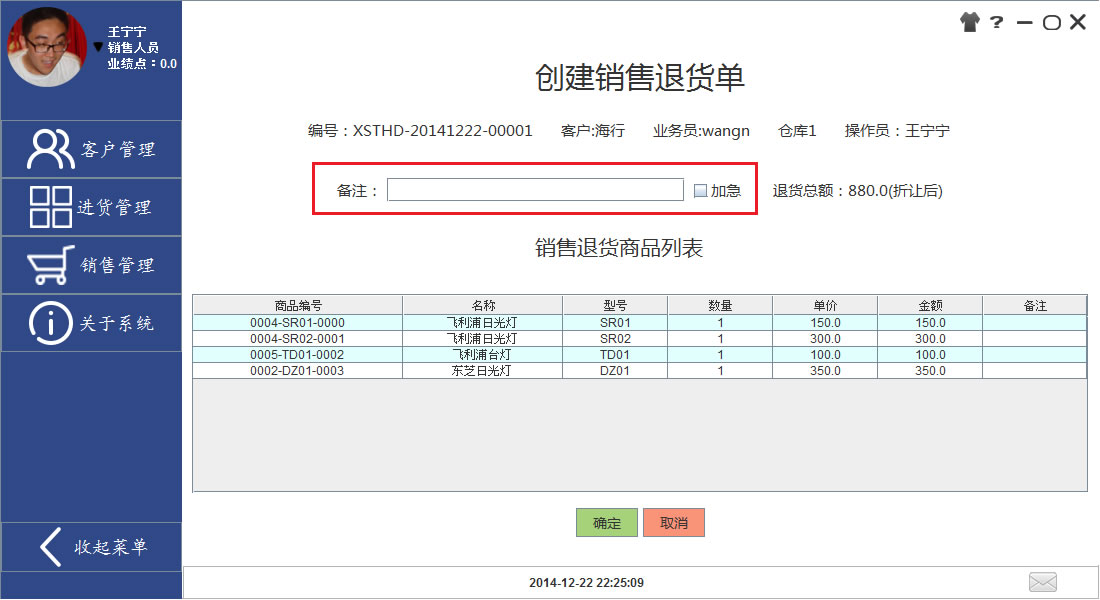 王宁宁
销售人员
业绩点：0.0
客户管理
进货管理
销售管理
关于系统
收起菜单
?
创建销售退货单
编号：XSTHD-20141222-00001 客户:海行 业务员:wangn 仓库1 操作员：王宁宁
备注： 加急 退货总额：880.0(折让后)
销售退货商品列表
商品编号 名称 型号 数量 单价 金额 备注
0004-SR01-0000 飞利浦日光灯 SR01 1 150.0 150.0
0004-SR02-0001 飞利浦日光灯 SR02 1 300.0 300.0
0005-TD01-0002 飞利浦台灯 TD01 1 100.0 100.0
0002-DZ01-0003 东芝日光灯 DZ01 1 350.0 350.0
确定 取消
2014-12-22 22:25:09